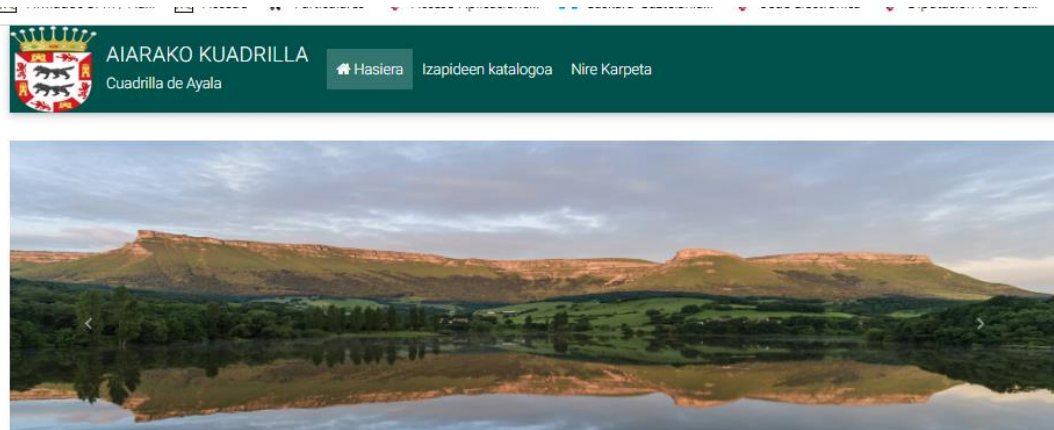 AIARAKO KUADRILLA
Cuadrilla de Ayala
Hasiera
Izapideen katalogoa
Nire Karpeta